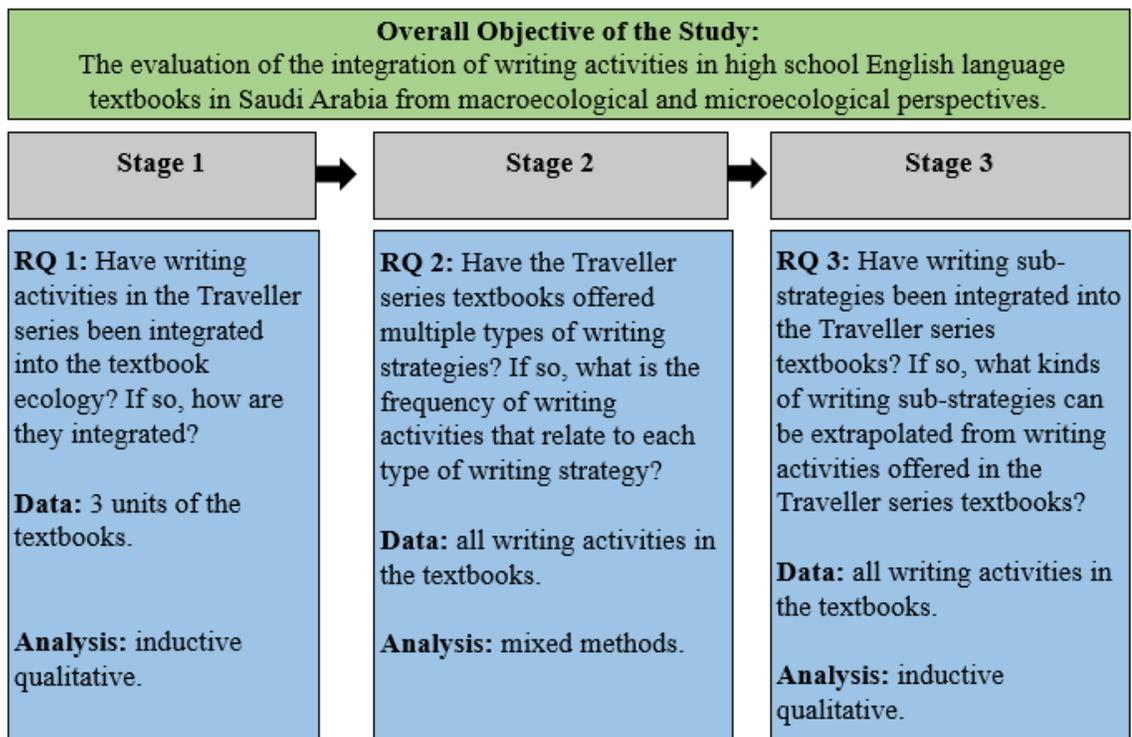 Overall Objective of the Study:
The evaluation of the integration of writing activities in high school English language
textbooks in Saudi Arabia from macroecological and microecological perspectives.
Stage 1
Stage 2
Stage 3
RQ 1: Have writing
activities in the Traveller
series been integrated
into the textbook
ecology? If so, how are
they integrated?
Data: 3 units of the
textbooks.
Analysis: inductive
qualitative.
RQ 2: Have the Traveller
series textbooks offered
multiple types of writing
strategies? If so, what is the
frequency of writing
activities that relate to each
type of writing strategy?
Data: all writing activities in
the textbooks.
Analysis: mixed methods.
RQ 3: Have writing sub-
strategies been integrated into
the Traveller series
textbooks? If so, what kinds
of writing sub-strategies can
be extrapolated from writing
activities offered in the
Traveller series textbooks?
Data: all writing activities in
the textbooks.
Analysis: inductive
qualitative.